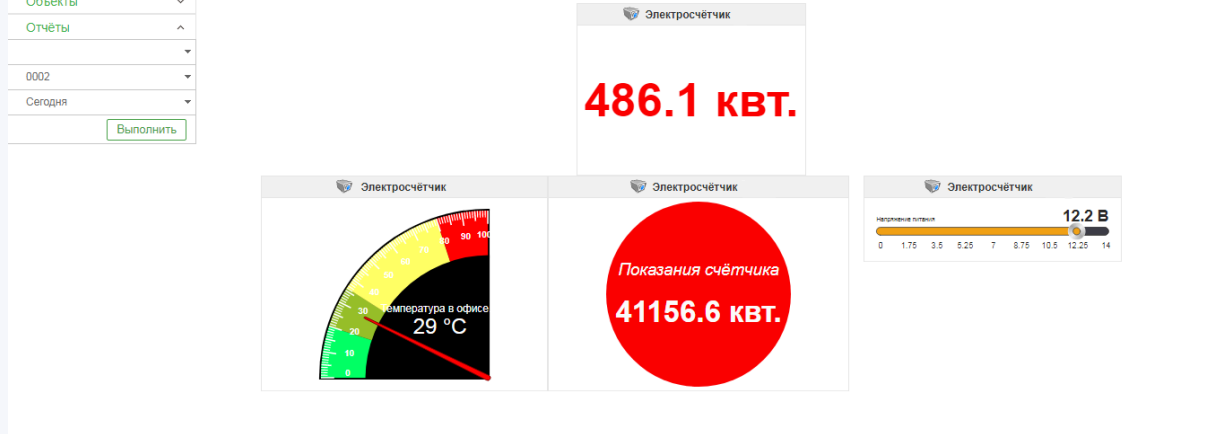 Объекты
Отчёты
0002
Сегодня
Выполнить
Электросчётчик
486.1 квт.
Электросчётчик
0 10 20 30 40 50 60 70 80 90 100
Температура в офисе
29 °C
Электросчётчик
Показания счётчика
41156.6 квт.
Электросчётчик
Напряжение питания
12.2 В
0 1.75 3.5 5.25 7 8.75 10.5 12.25 14